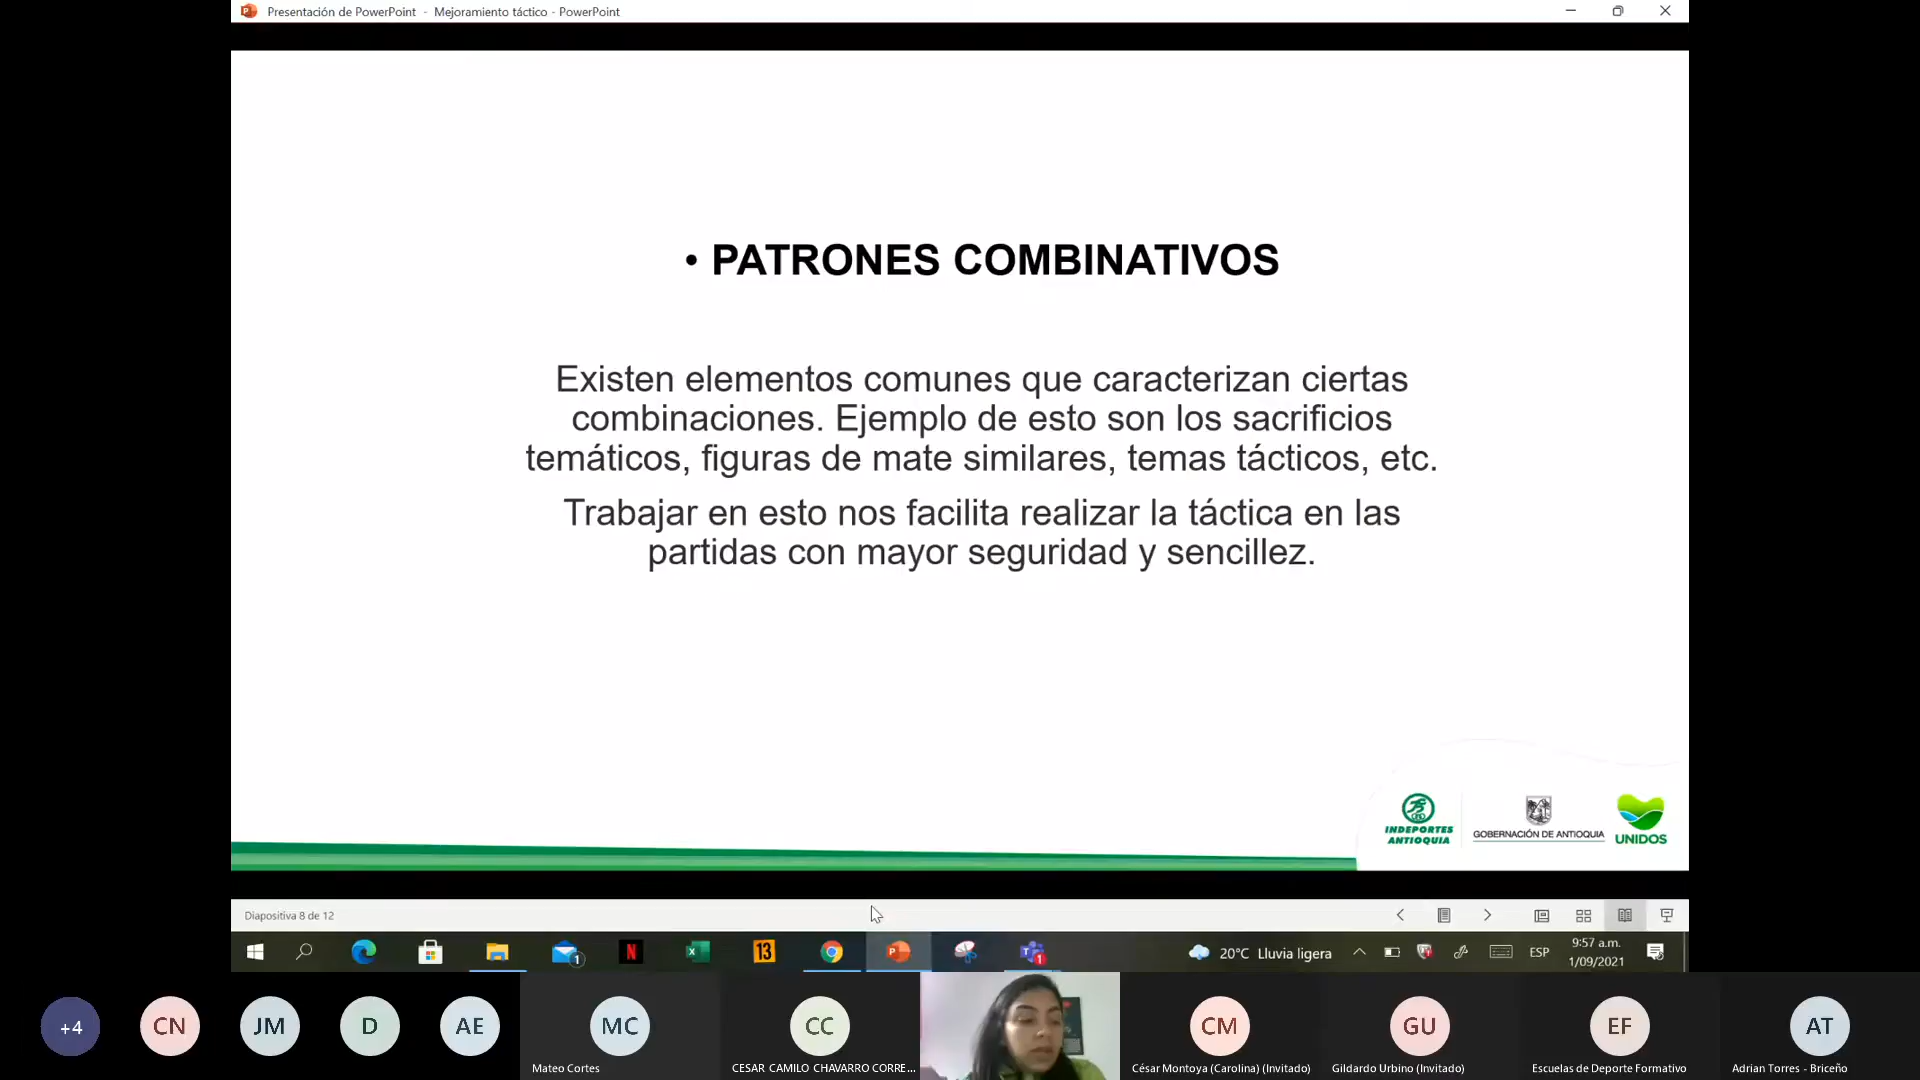 Presentación de PowerPoint - Mejoramiento táctico - PowerPoint
• PATRONES COMBINATIVOS
Existen elementos comunes que caracterizan ciertas
combinaciones. Ejemplo de esto son los sacrificios
temáticos, figuras de mate similares, temas tácticos, etc.
Trabajar en esto nos facilita realizar la táctica en las
partidas con mayor seguridad y sencillez.
INDEPORTES
ANTIOQUIA
GOBERNACIÓN DE ANTIOQUIA
UNIDOS
Diapositiva 8 de 12
1
N
13
1
20°C Lluvia ligera
ESP
9:57 a.m.
1/09/2021
+4
CN
JM
D
AE
MC
CC
CM
GU
EF
AT
Mateo Cortes
CESAR CAMILO CHAVARRO CORRE...
César Montoya (Carolina) (Invitado)
Gildardo Urbino (Invitado)
Escuelas de Deporte Formativo
Adrian Torres - Briceño